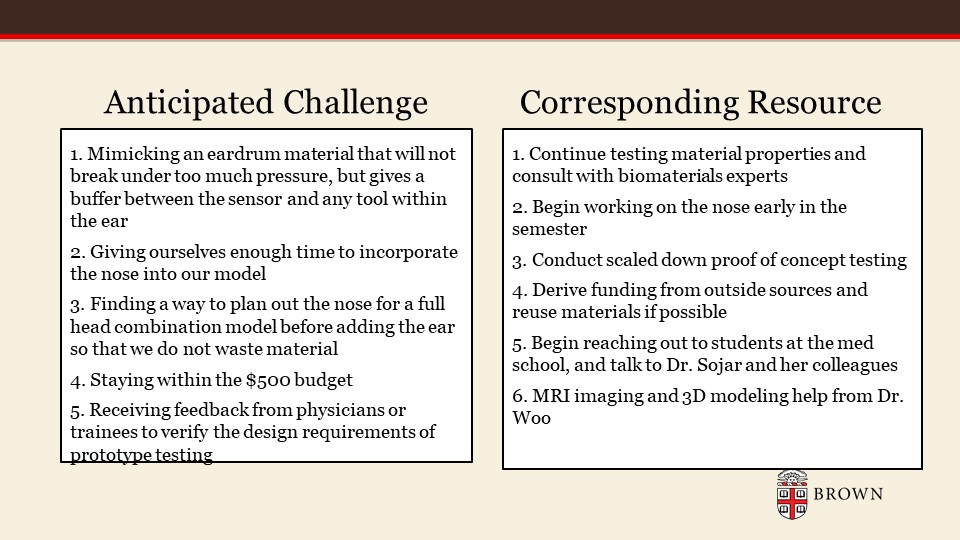 Anticipated Challenge
1. Mimicking an eardrum material that will not
break under too much pressure, but gives a
buffer between the sensor and any tool within
the ear
2. Giving ourselves enough time to incorporate
the nose into our model
3. Finding a way to plan out the nose for a full
head combination model before adding the ear
so that we do not waste material
4. Staying within the $500 budget
5. Receiving feedback from physicians or
trainees to verify the design requirements of
prototype testing
Corresponding Resource
1. Continue testing material properties and
consult with biomaterials experts
2. Begin working on the nose early in the
semester
3. Conduct scaled down proof of concept testing
4. Derive funding from outside sources and
reuse materials if possible
5. Begin reaching out to students at the med
school, and talk to Dr. Sojar and her colleagues
6. MRI imaging and 3D modeling help from Dr.
Woo
BROWN